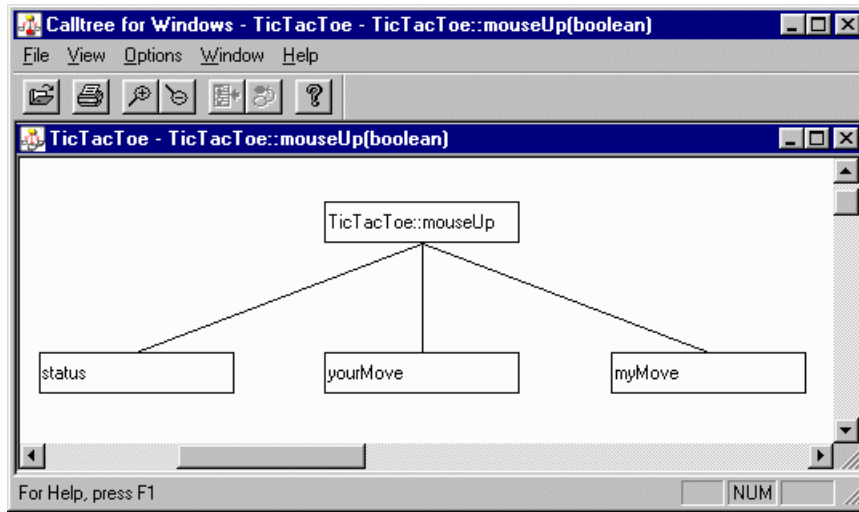 Calltree for Windows - TicTacToe - TicTacToe::mouseUp(boolean)
File View Options Window Help
TicTacToe - TicTacToe::mouseUp(boolean)
TicTacToe::mouseUp
status yourMove myMove
For Help, press F1 NUM